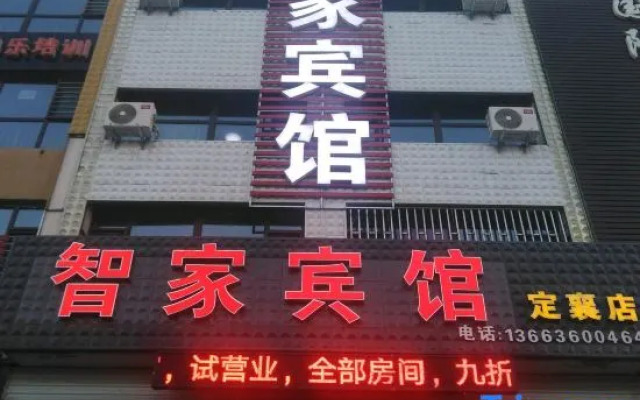 乐培训
家宾馆
智家宾馆
定襄店
电话:1366360046
，试营业，全部房间，九折